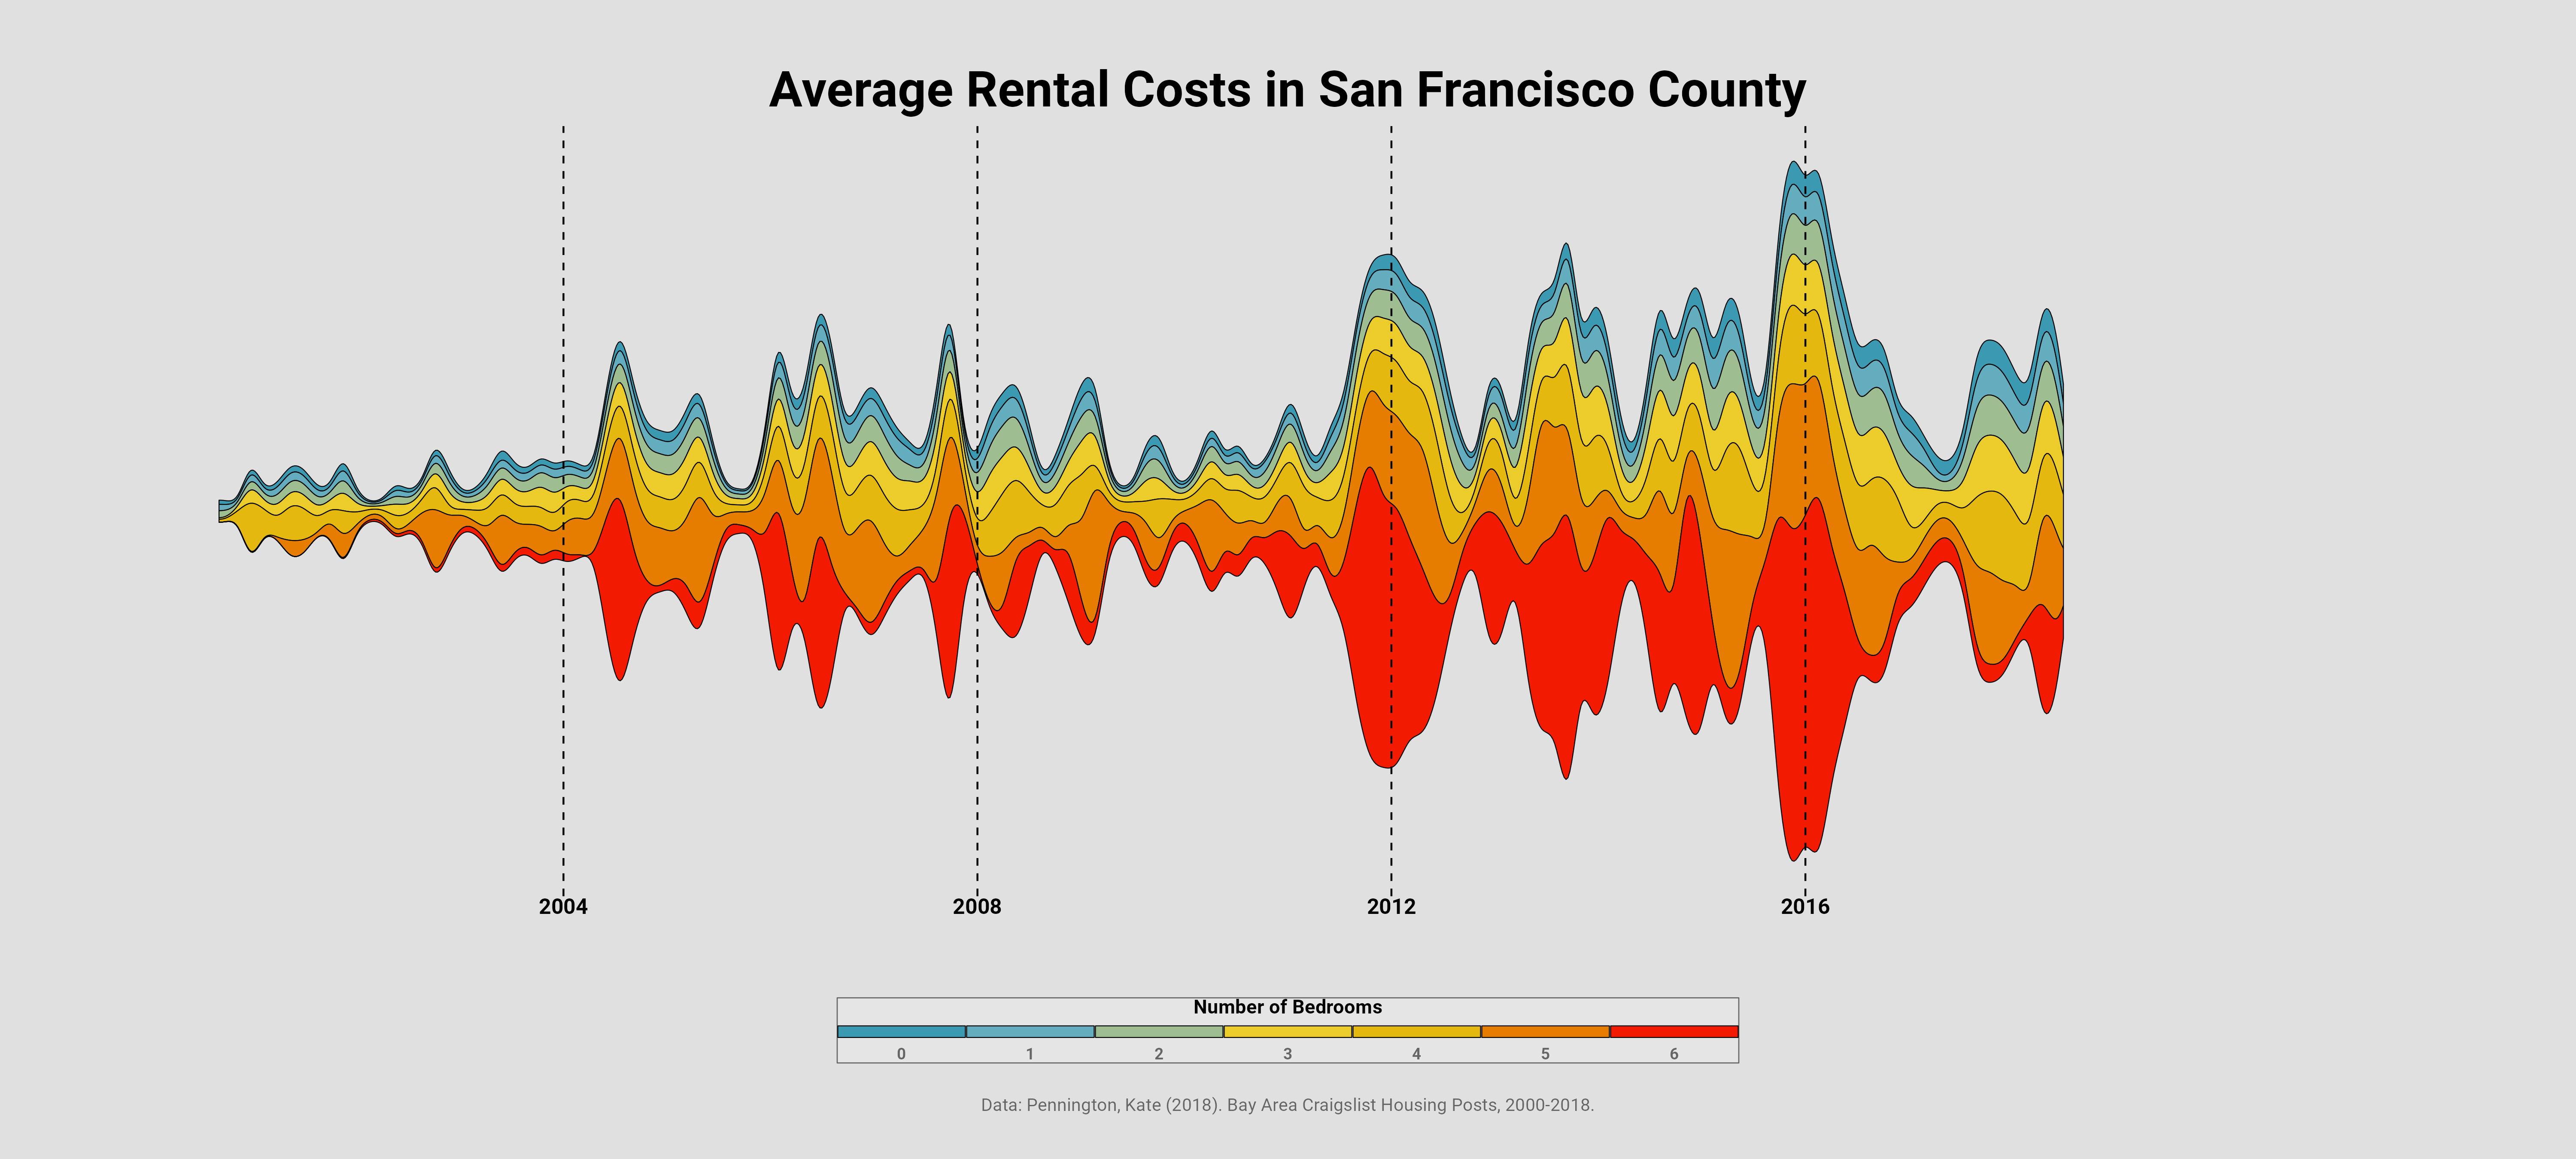 Average Rental Costs in San Francisco County
2004 2008 2012 2016
Number of Bedrooms
0 1 2 3 4 5 6
Data: Pennington, Kate (2018). Bay Area Craigslist Housing Posts, 2000-2018.